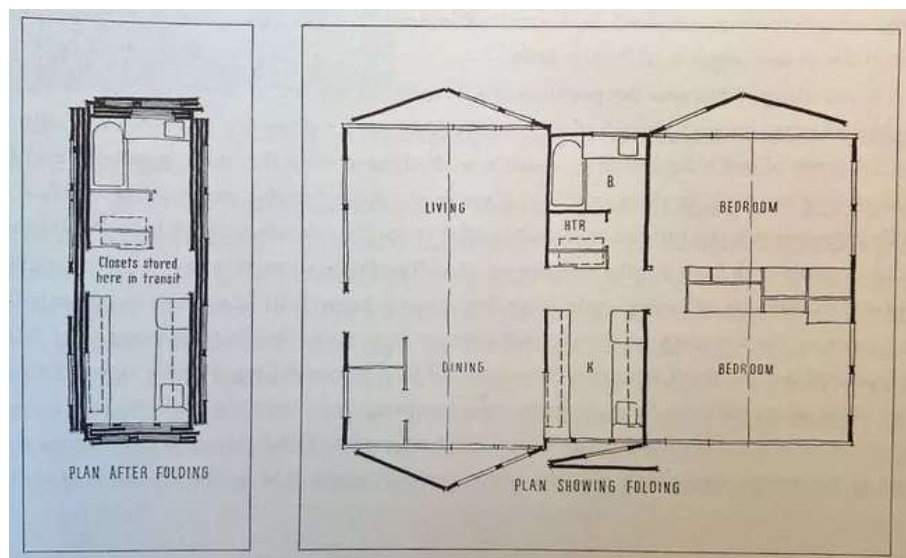 Closets stored
here in transit
PLAN AFTER FOLDING
LIVING
B.
HTR
BEDROOM
DINING
K
BEDROOM
PLAN SHOWING FOLDING